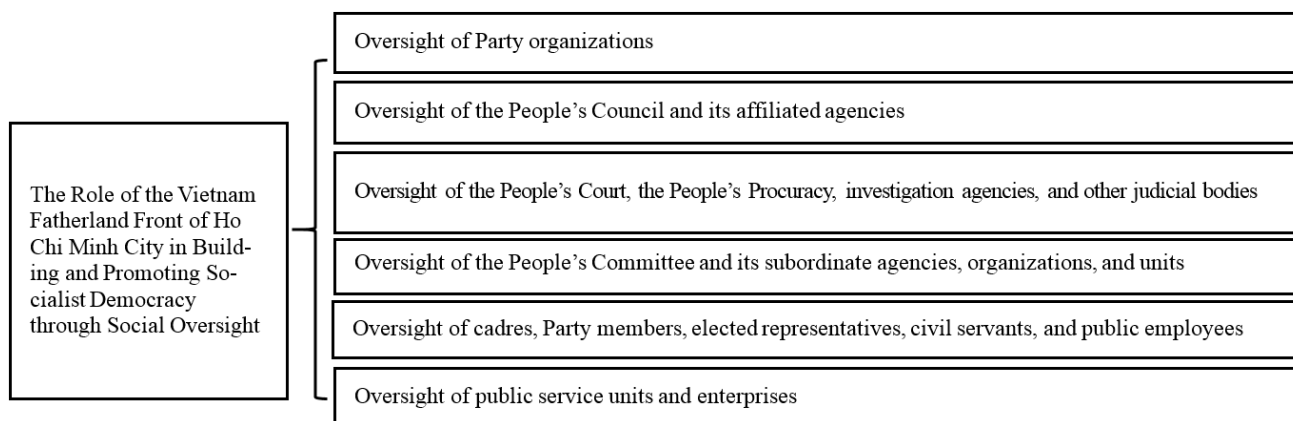 Oversight of Party organizations
Oversight of the People’s Council and its affiliated agencies
The Role of the Vietnam
Fatherland Front of Ho
Chi Minh City in Build-
ing and Promoting So-
cialist Democracy
through Social Oversight
Oversight of the People’s Court, the People’s Procuracy, investigation agencies, and other judicial bodies
Oversight of the People’s Committee and its subordinate agencies, organizations, and units
Oversight of cadres, Party members, elected representatives, civil servants, and public employees
Oversight of public service units and enterprises